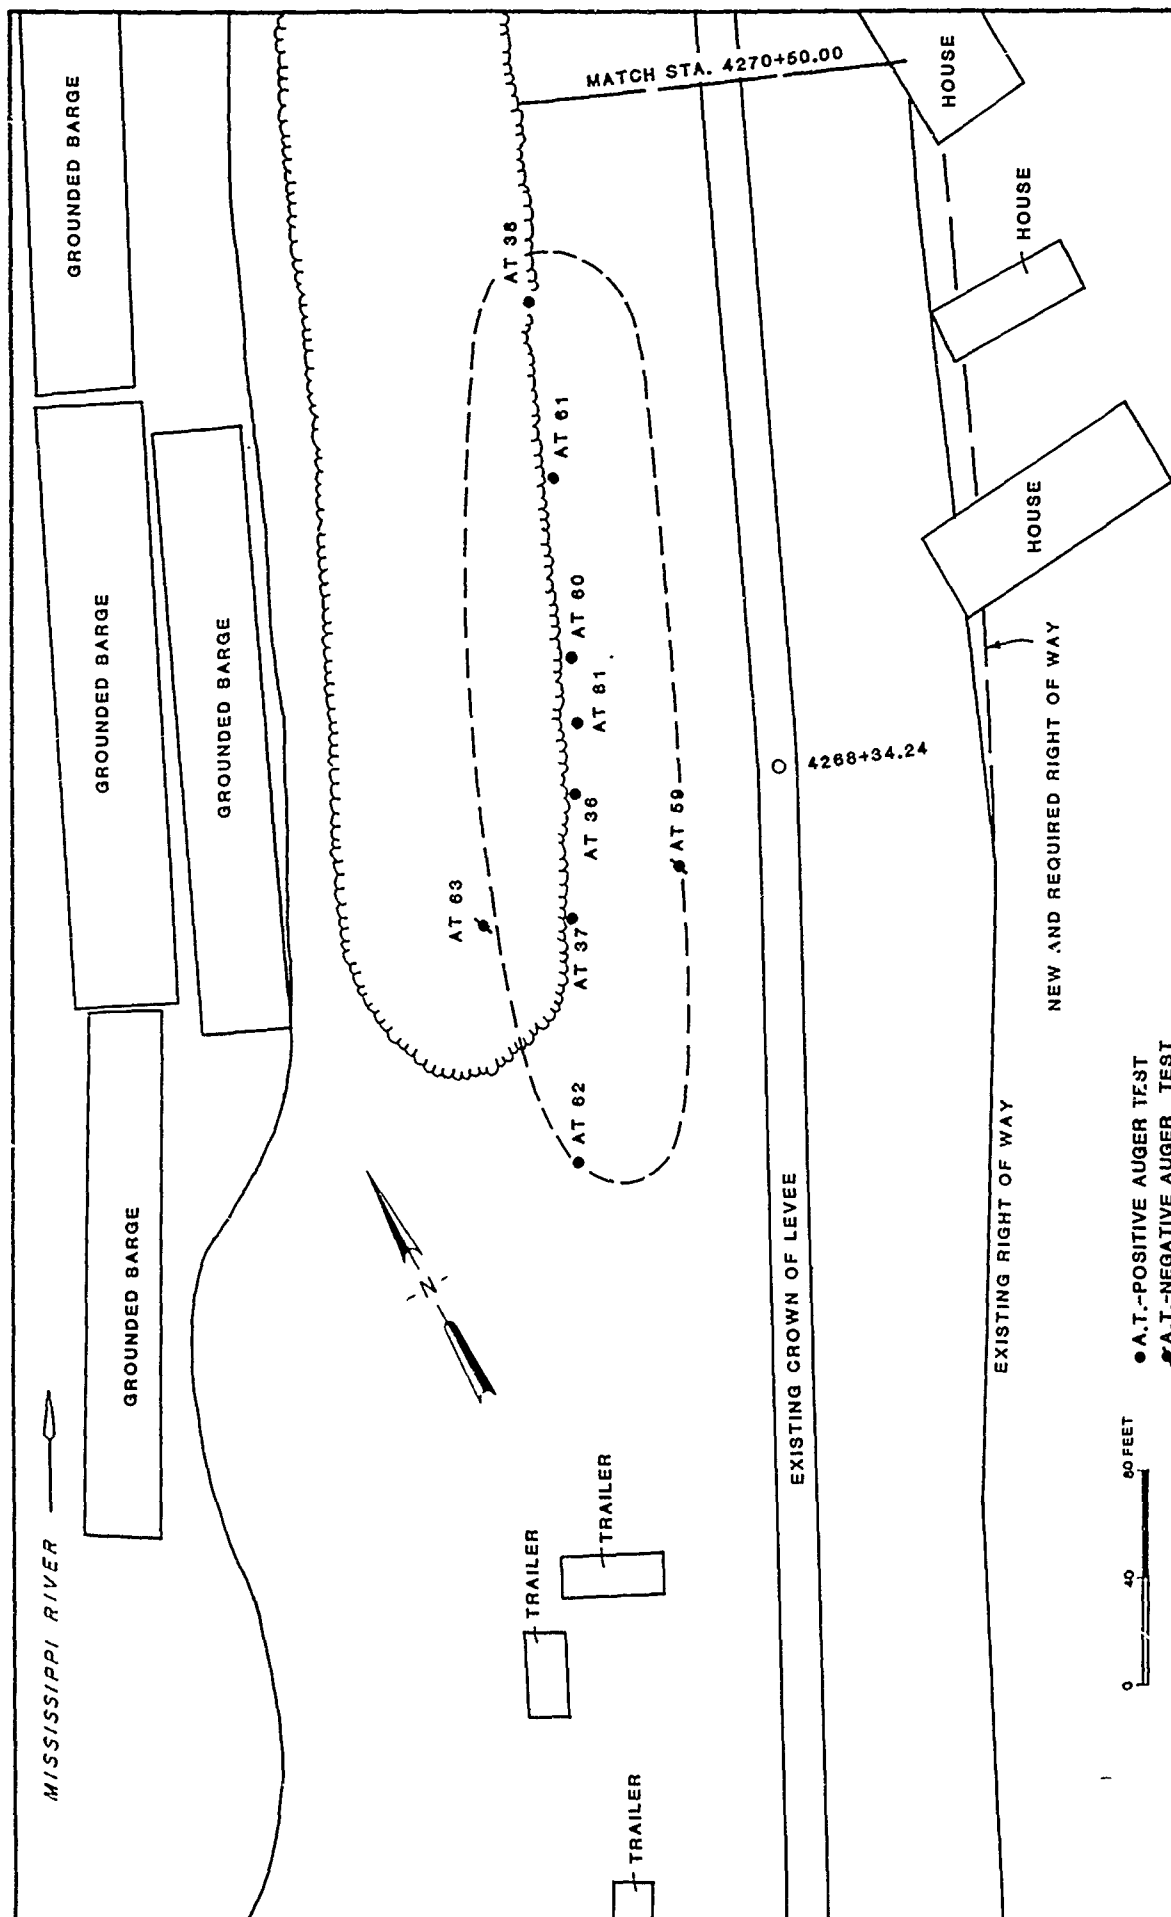 MISSISSIPPI RIVER
GROUNDED BARGE
GROUNDED BARGE
GROUNDED BARGE
GROUNDED BARGE
MATCH STA. 4270+50.00
HOUSE
HOUSE
HOUSE
AT 38
AT 61
AT 60
AT 61
AT 36
AT 59
AT 63
AT 37
AT 62
4268+34.24
N
TRAILER
TRAILER
TRAILER
EXISTING CROWN OF LEVEE
NEW AND REQUIRED RIGHT OF WAY
EXISTING RIGHT OF WAY
A.T.-POSITIVE AUGER TEST
A.T.-NEGATIVE AUGER TEST
0 40 80 FEET